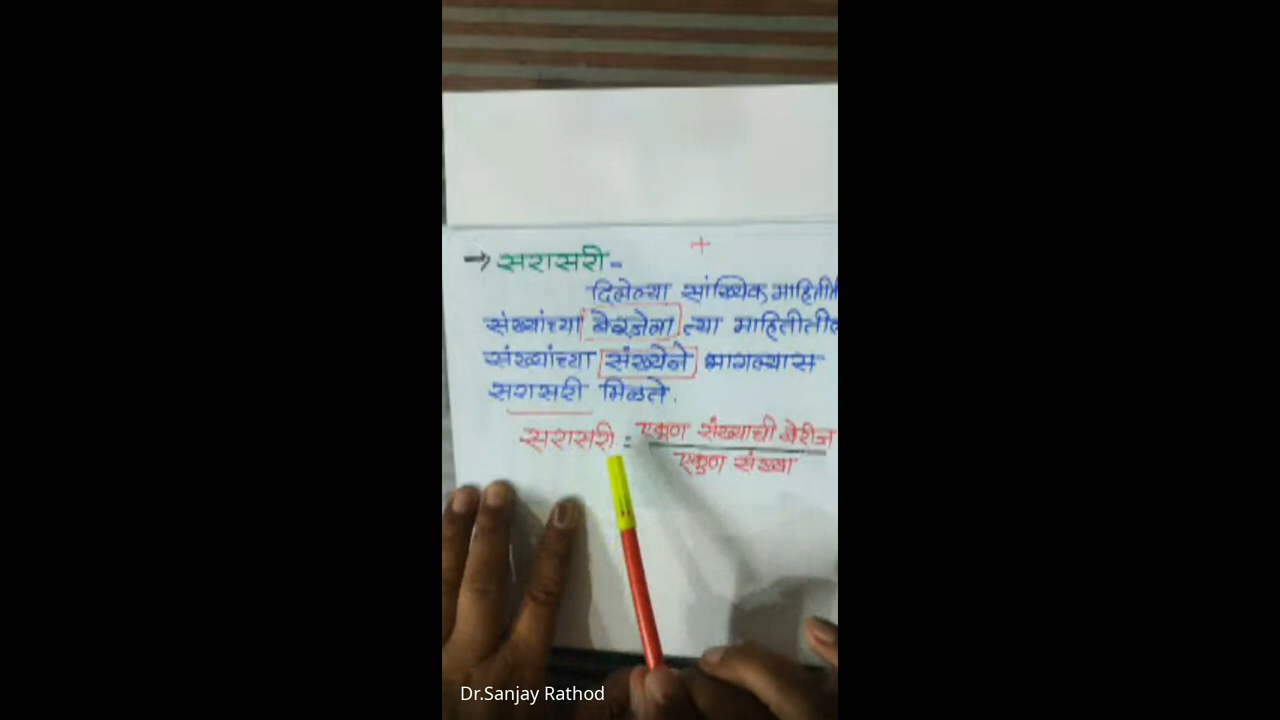 → सरासरी -
+
दिलेल्या सांख्यिक माहिती
संख्यांच्या बेरजेला त्या माहितीतील
संख्यांच्या संख्येने भागल्यास
सरासरी मिळते.
सरासरी = एकूण संख्याची बेरीज
एकुण संख्या
Dr.Sanjay Rathod